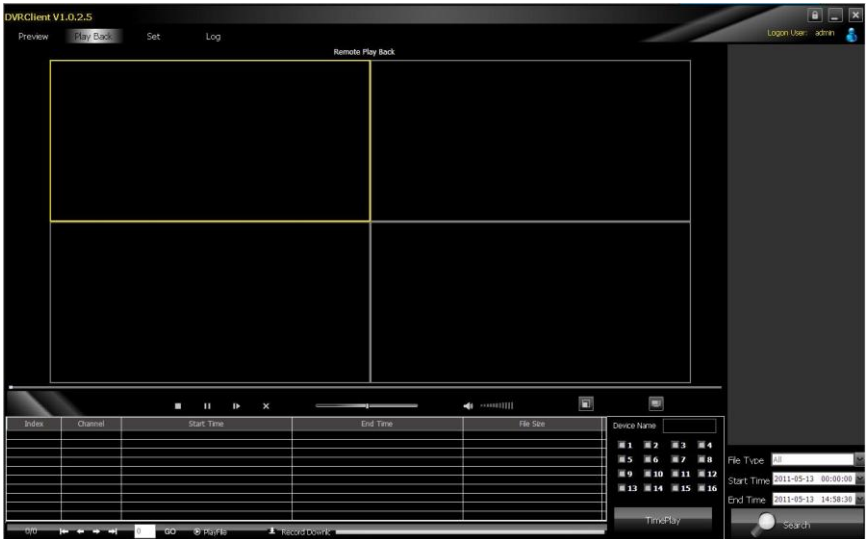 DVRClient V1.0.2.5
Logon User: admin
Preview Play Back Set Log
Remote Play Back
Index Channel Start Time End Time File Size
Device Name
1 2 3 4
5 6 7 8
9 10 11 12
13 14 15 16
TimePlay
0/0 0 GO PlayFile Record Downlc
File Type All
Start Time 2011-05-13 00:00:00
End Time 2011-05-13 14:58:30
Search